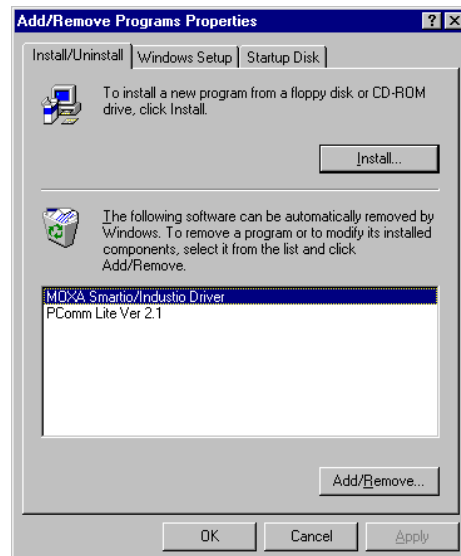 Add/Remove Programs Properties
? X
Install/Uninstall Windows Setup Startup Disk
To install a new program from a floppy disk or CD-ROM
drive, click Install.
Install...
The following software can be automatically removed by
Windows. To remove a program or to modify its installed
components, select it from the list and click
Add/Remove.
MOXA Smartio/Industio Driver
PComm Lite Ver 2.1
Add/Remove...
OK Cancel Apply